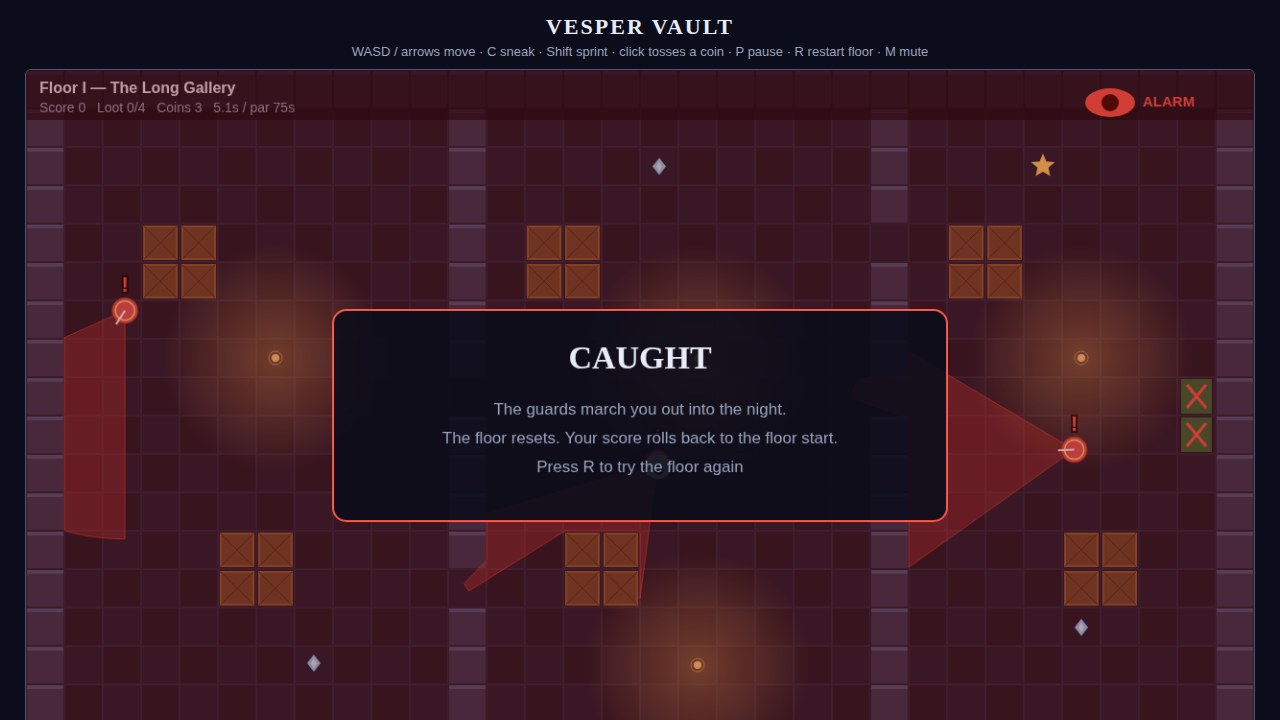 VESPER VAULT
WASD / arrows move · C sneak · Shift sprint · click tosses a coin · P pause · R restart floor · M mute
Floor I — The Long Gallery
Score 0 Loot 0/4 Coins 3 5.1s / par 75s
ALARM
!
!
CAUGHT
The guards march you out into the night.
The floor resets. Your score rolls back to the floor start.
Press R to try the floor again